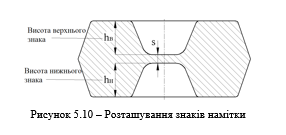 Висота верхнього
знака
hв
s
Висота нижнього
знака
hн
Рисунок 5.10 – Розташування знаків намітки